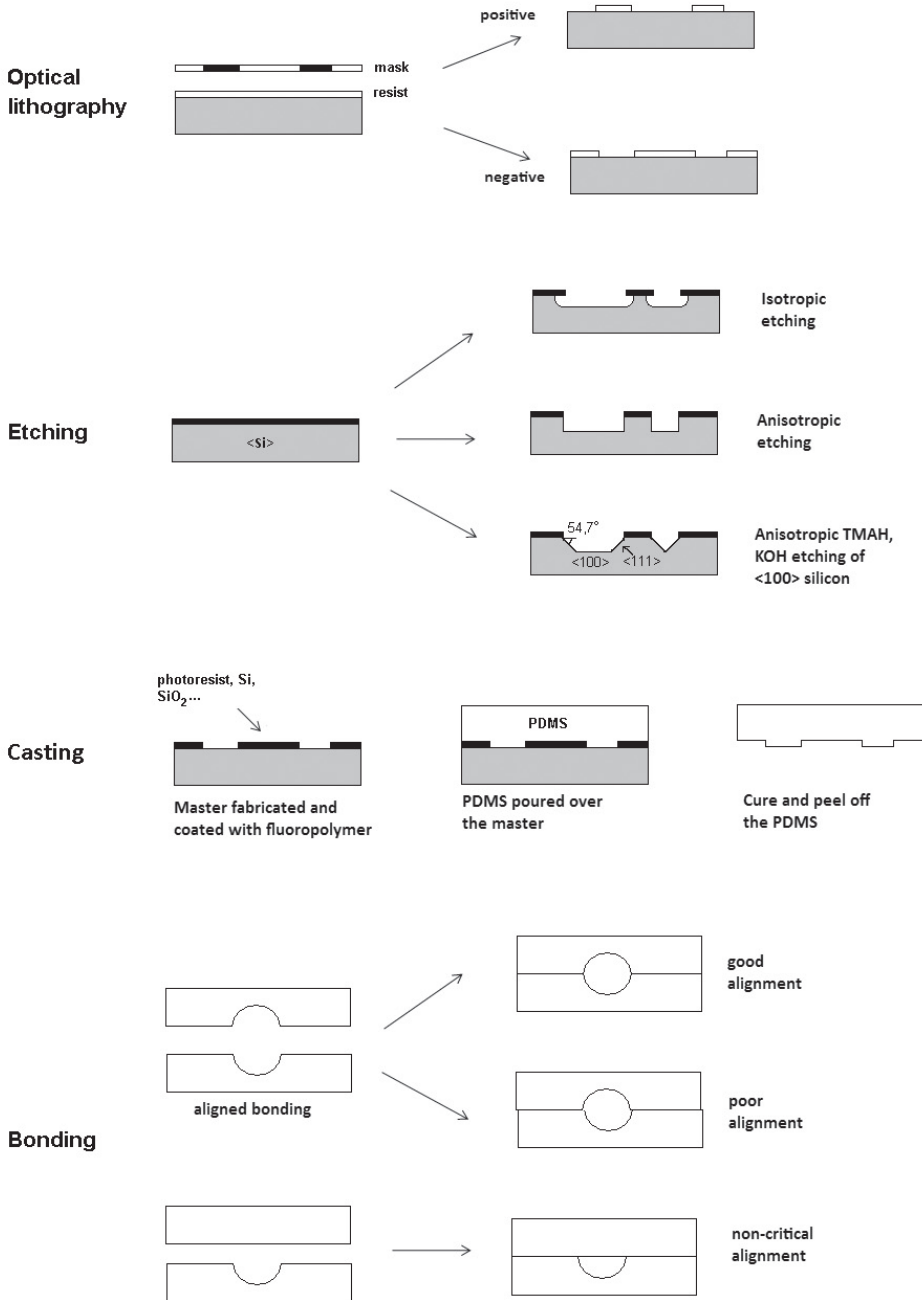 Optical
lithography
mask
resist
positive
negative
Etching
<Si>
Isotropic
etching
Anisotropic
etching
54,7°
<100> <111>
Anisotropic TMAH,
KOH etching of
<100> silicon
Casting
photoresist, Si,
SiO2...
Master fabricated and
coated with fluoropolymer
PDMS
PDMS poured over
the master
Cure and peel off
the PDMS
Bonding
aligned bonding
good
alignment
poor
alignment
non-critical
alignment